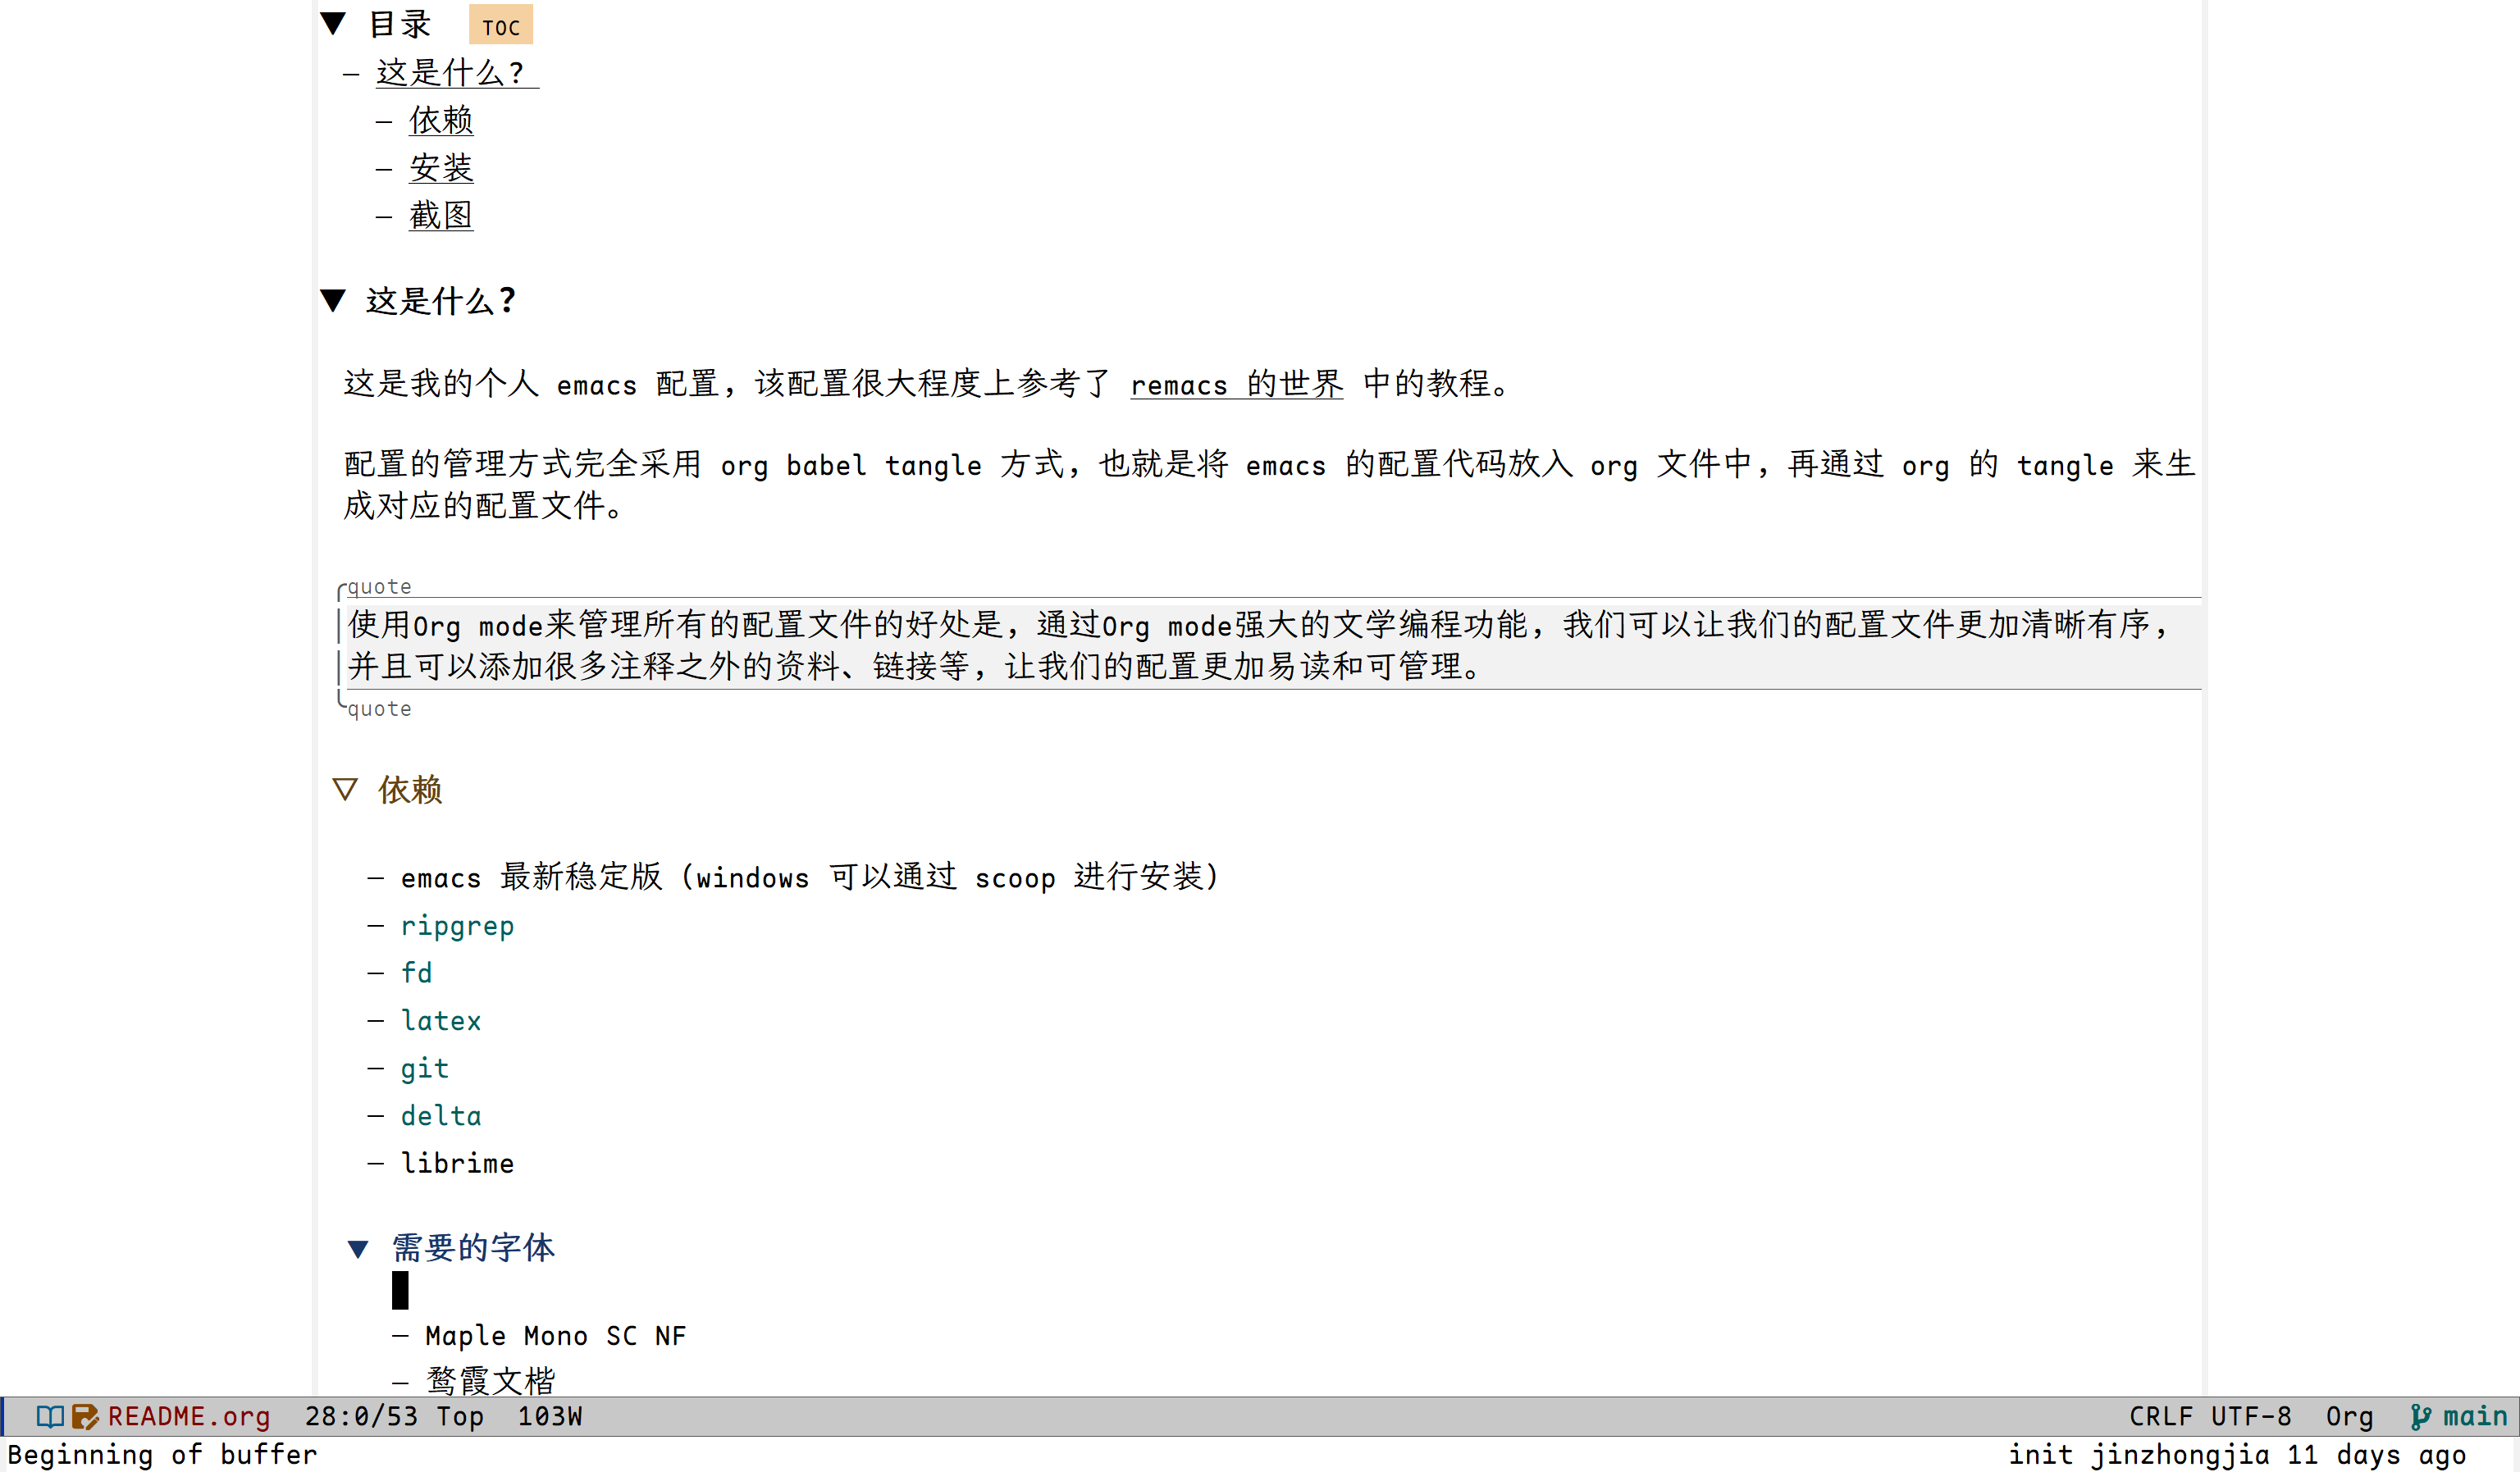 ▼ 目录 TOC
– 这是什么？
– 依赖
– 安装
– 截图
▼ 这是什么？
这是我的个人 emacs 配置，该配置很大程度上参考了 remacs 的世界 中的教程。
配置的管理方式完全采用 org babel tangle 方式，也就是将 emacs 的配置代码放入 org 文件中，再通过 org 的 tangle 来生
成对应的配置文件。
quote
使用Org mode来管理所有的配置文件的好处是，通过Org mode强大的文学编程功能，我们可以让我们的配置文件更加清晰有序，
并且可以添加很多注释之外的资料、链接等，让我们的配置更加易读和可管理。
quote
▽ 依赖
– emacs 最新稳定版（windows 可以通过 scoop 进行安装）
– ripgrep
– fd
– latex
– git
– delta
– librime
▼ 需要的字体
– Maple Mono SC NF
– 鹜霞文楷
README.org 28:0/53 Top 103W CRLF UTF-8 Org main
Beginning of buffer init jinzhongjia 11 days ago